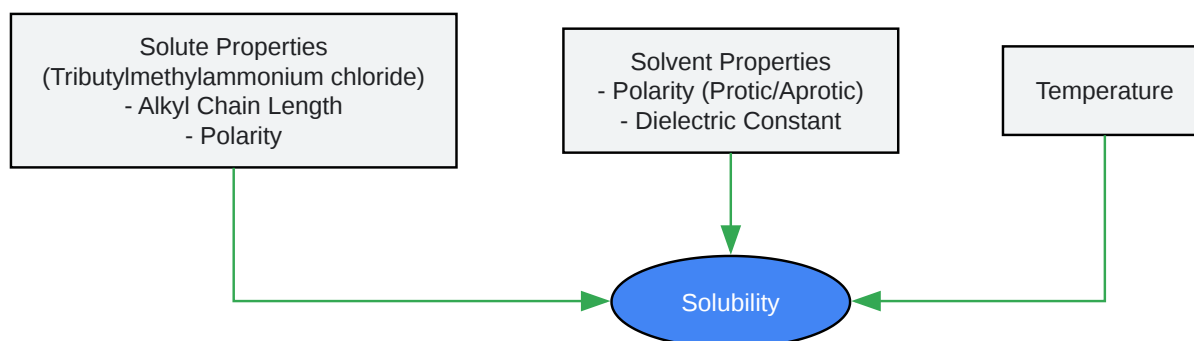 Solute Properties
(Tributylmethylammonium chloride)
- Alkyl Chain Length
- Polarity
Solvent Properties
- Polarity (Protic/Aprotic)
- Dielectric Constant
Temperature
Solubility